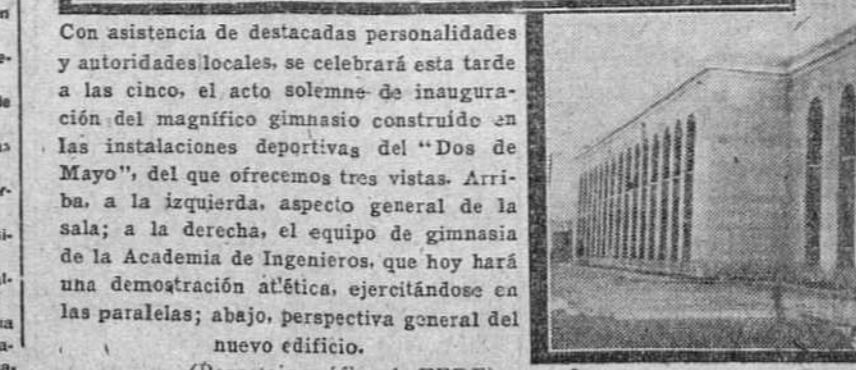 Con asistencia de destacadas personalidades
y autoridades locales, se celebrará esta tarde
a las cinco, el acto solemne de inaugura-
ción del magnífico gimnasio construido en
las instalaciones deportivas del "Dos de
Mayo", del que ofrecemos tres vistas. Arri-
ba, a la izquierda, aspecto general de la
sala; a la derecha, el equipo de gimnasia
de la Academia de Ingenieros, que hoy hará
una demostración atlética, ejercitándose en
las paralelas; abajo, perspectiva general del
nuevo edificio.